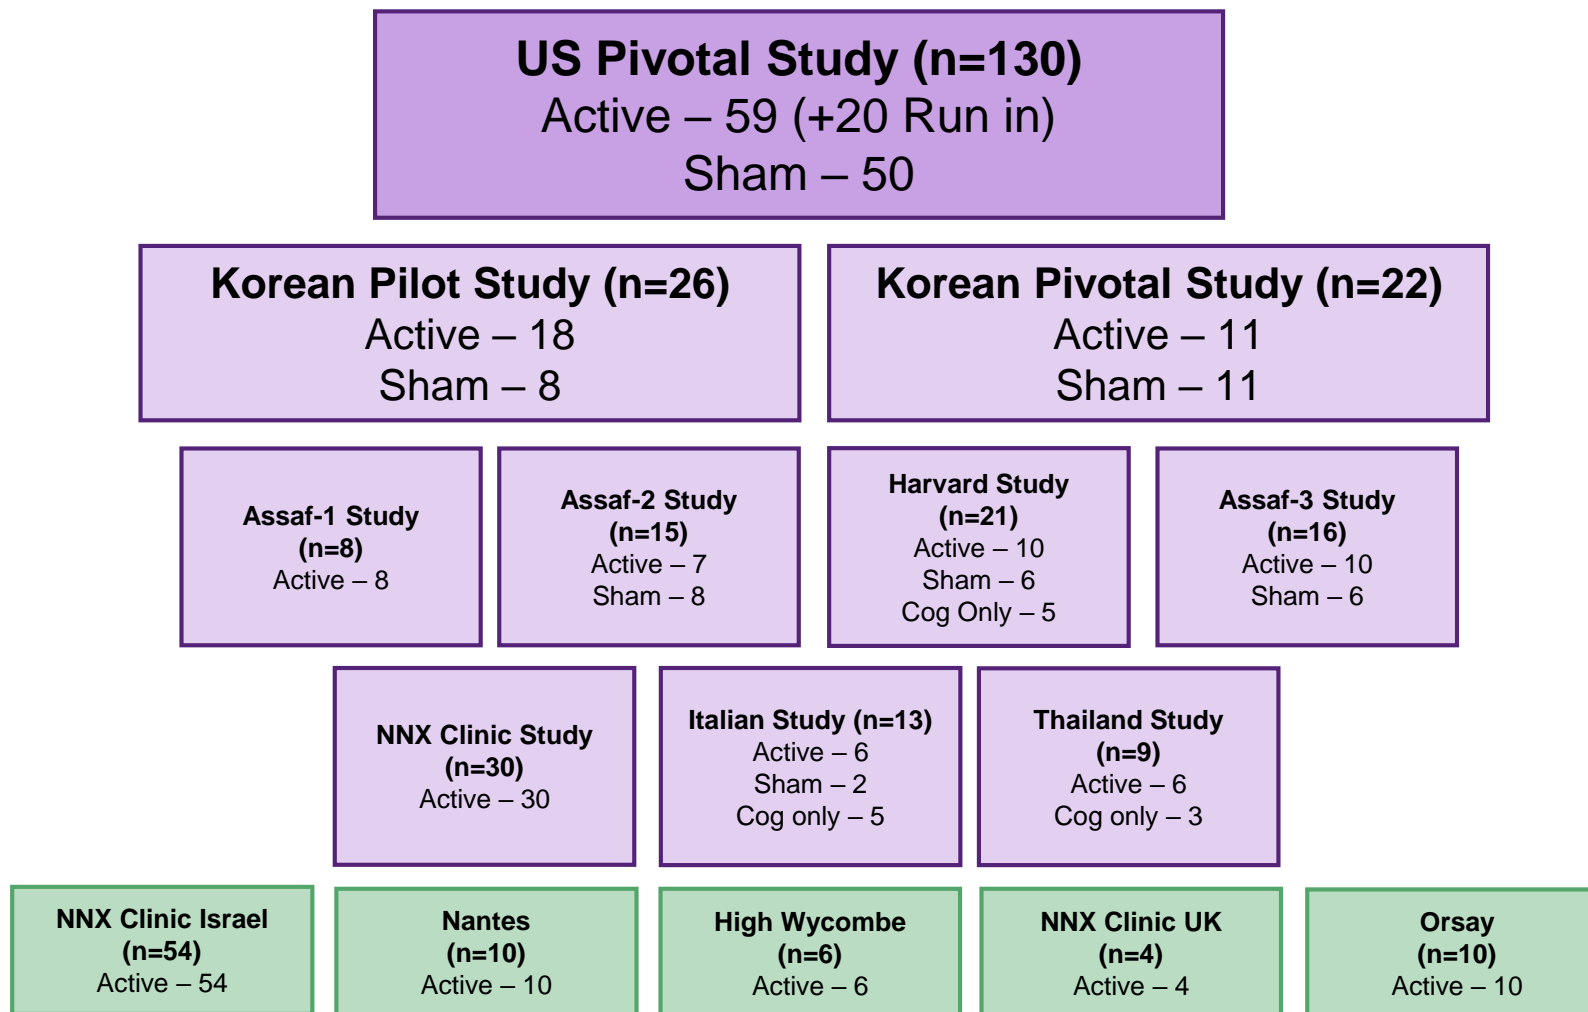 US Pivotal Study (n=130)
Active – 59 (+20 Run in)
Sham – 50
Korean Pilot Study (n=26)
Active – 18
Sham – 8
Korean Pivotal Study (n=22)
Active – 11
Sham – 11
Assaf-1 Study
(n=8)
Active – 8
Assaf-2 Study
(n=15)
Active – 7
Sham – 8
Harvard Study
(n=21)
Active – 10
Sham – 6
Cog Only – 5
Assaf-3 Study
(n=16)
Active – 10
Sham – 6
NNX Clinic Study
(n=30)
Active – 30
Italian Study (n=13)
Active – 6
Sham – 2
Cog only – 5
Thailand Study
(n=9)
Active – 6
Cog only – 3
NNX Clinic Israel
(n=54)
Active – 54
Nantes
(n=10)
Active – 10
High Wycombe
(n=6)
Active – 6
NNX Clinic UK
(n=4)
Active – 4
Orsay
(n=10)
Active – 10